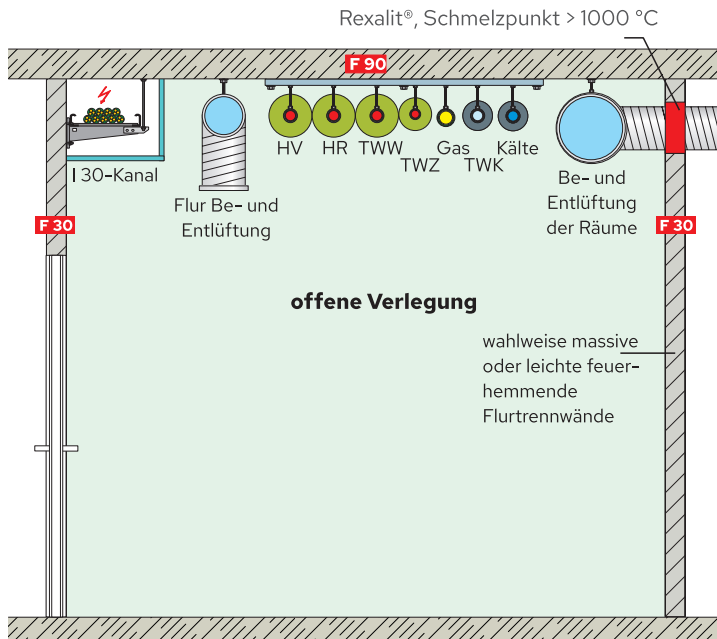 Rexalit®, Schmelzpunkt > 1000 °C
F 90
HV HR TWW TWZ Gas TWK Kälte
I 30-Kanal
Flur Be- und
Entlüftung
Be- und
Entlüftung
der Räume
F 30
F 30
offene Verlegung
wahlweise massive
oder leichte feuer-
hemmende
Flurtrennwände